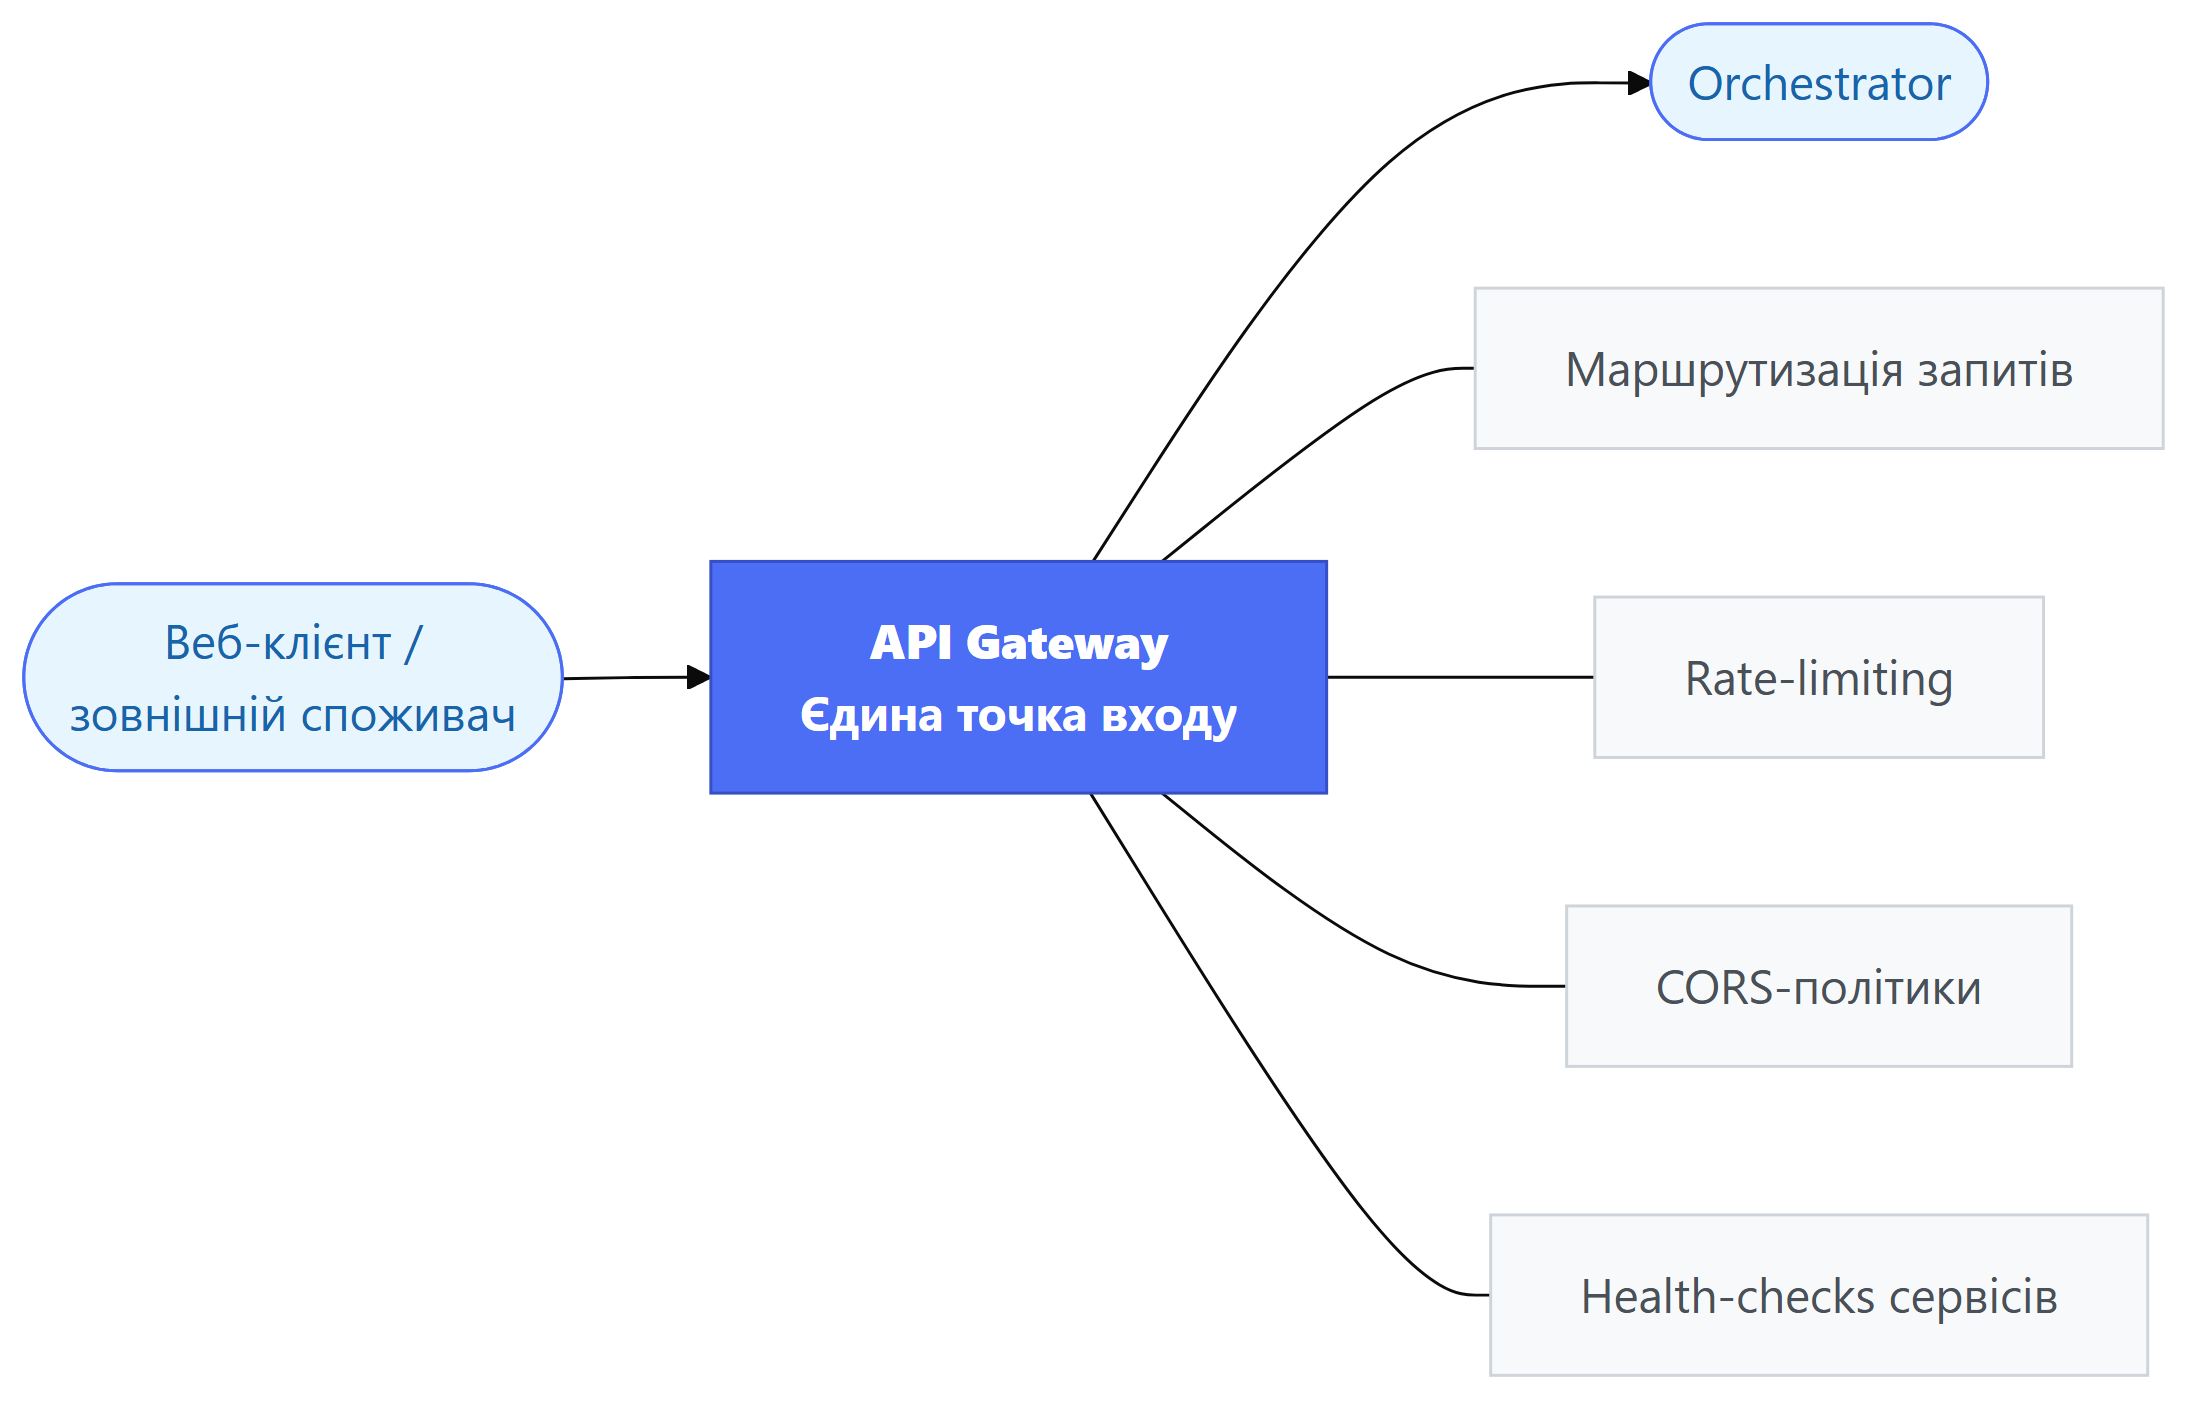 Orchestrator
Маршрутизація запитів
Веб-клієнт /
зовнішній споживач
API Gateway
Єдина точка входу
Rate-limiting
CORS-політики
Health-checks сервісів